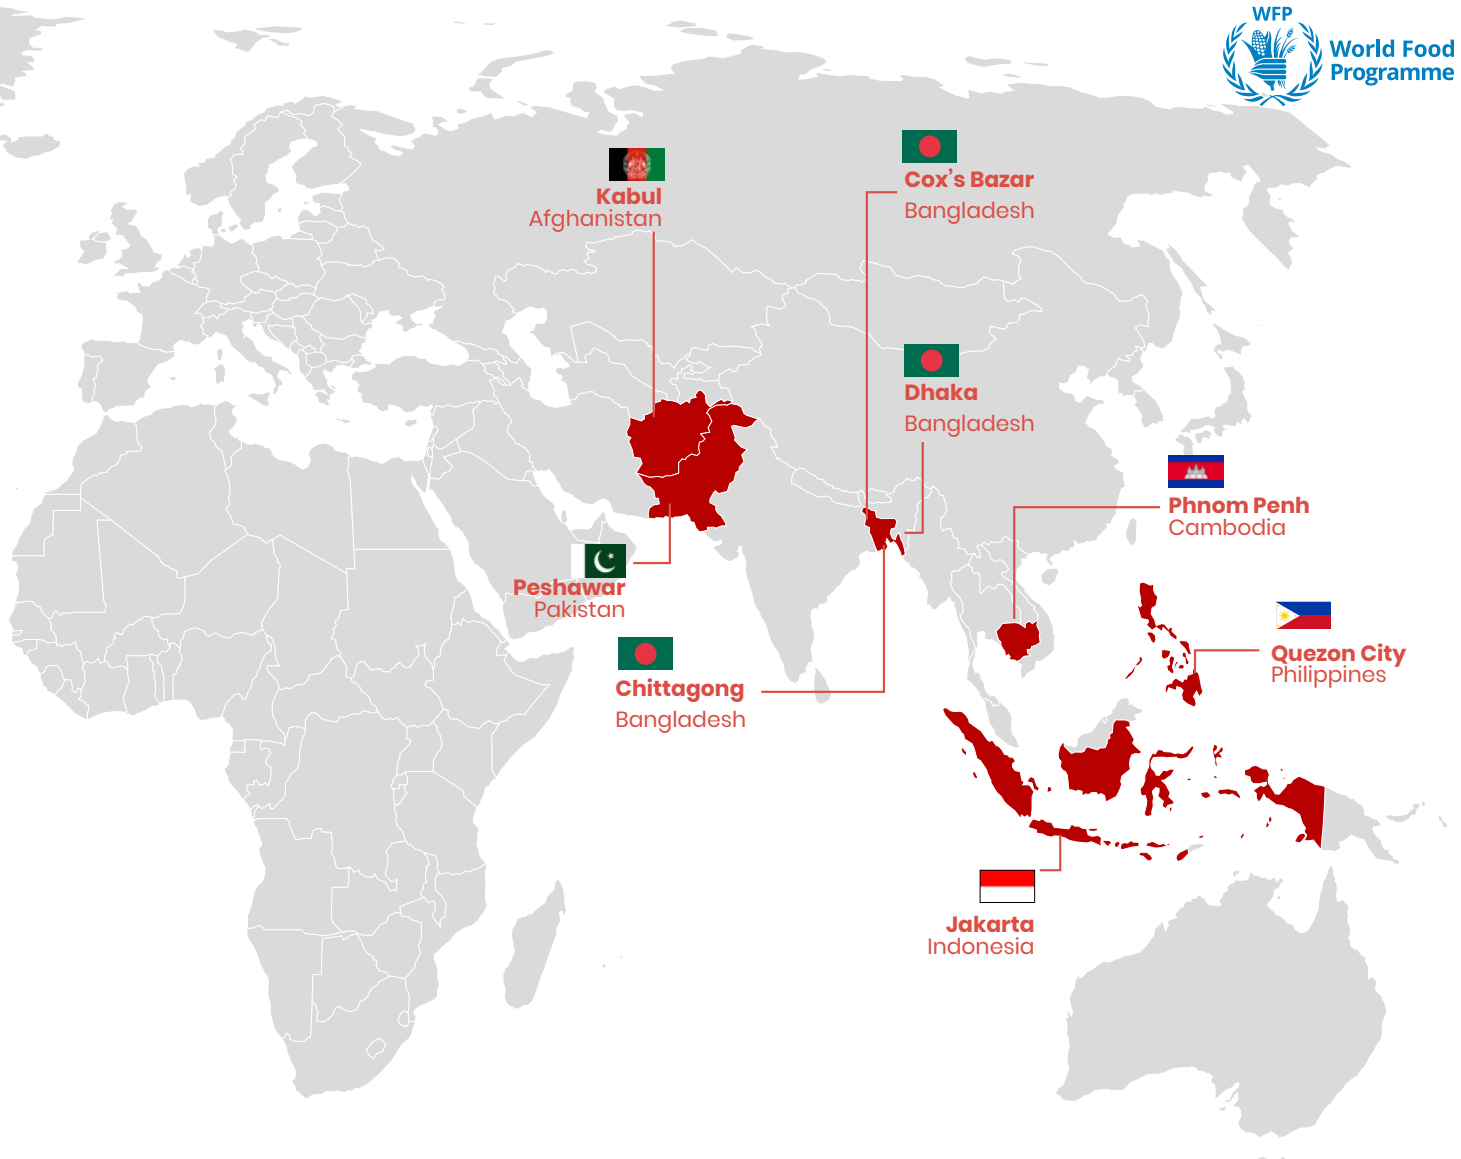 WFP
World Food
Programme
Kabul
Afghanistan
Cox's Bazar
Bangladesh
Dhaka
Bangladesh
Phnom Penh
Cambodia
Peshawar
Pakistan
Quezon City
Philippines
Chittagong
Bangladesh
Jakarta
Indonesia